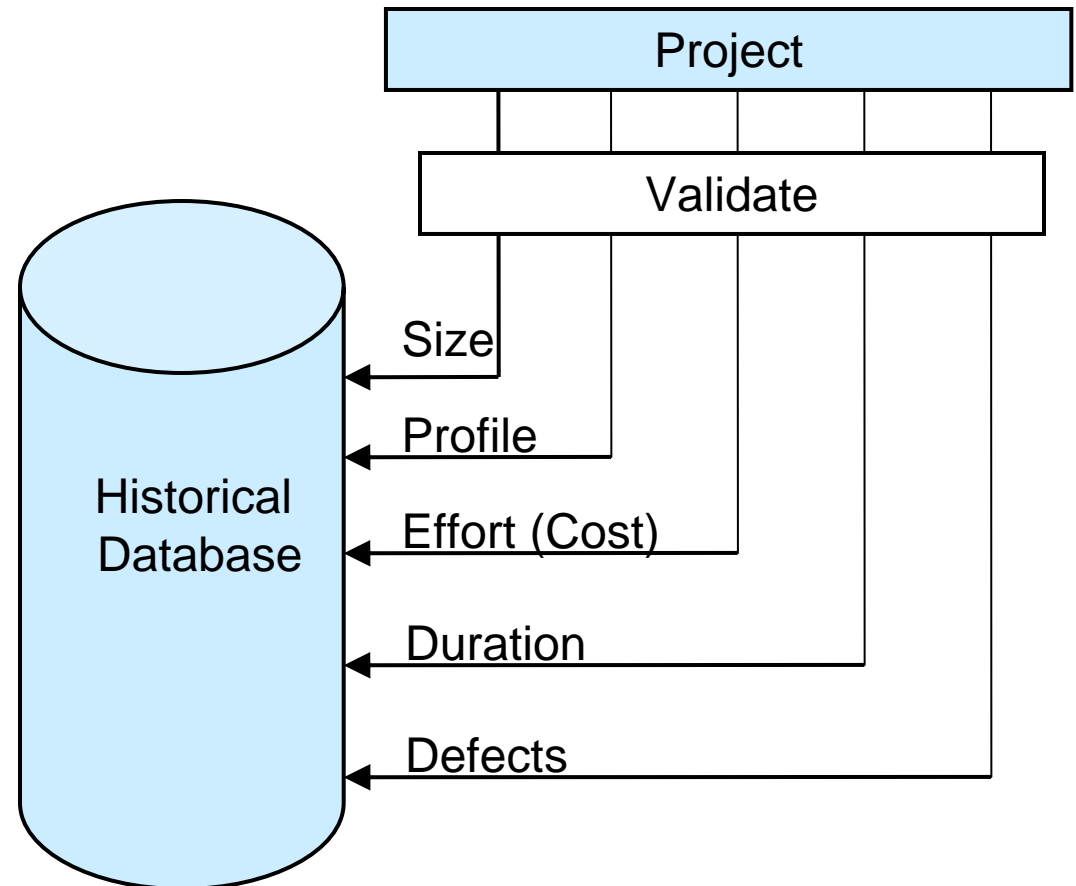 Project
Validate
Size
Profile
Historical
Database
Effort (Cost)
Duration
Defects